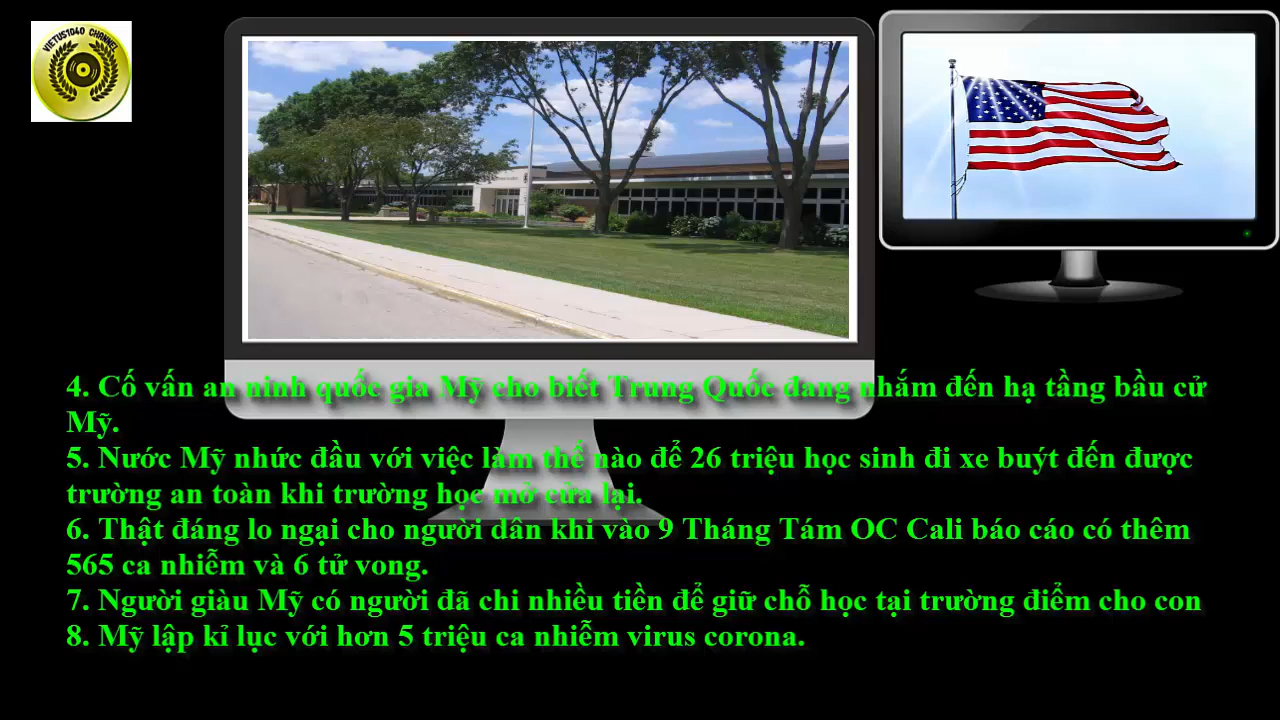 VIETUS1040 CHANNEL
4. Cố vấn an ninh quốc gia Mỹ cho biết Trung Quốc đang nhắm đến hạ tầng bầu cử
Mỹ.
5. Nước Mỹ nhức đầu với việc làm thế nào để 26 triệu học sinh đi xe buýt đến được
trường an toàn khi trường học mở cửa lại.
6. Thật đáng lo ngại cho người dân khi vào 9 Tháng Tám OC Cali báo cáo có thêm
565 ca nhiễm và 6 tử vong.
7. Người giàu Mỹ có người đã chi nhiều tiền để giữ chỗ học tại trường điểm cho con
8. Mỹ lập kỉ lục với hơn 5 triệu ca nhiễm virus corona.